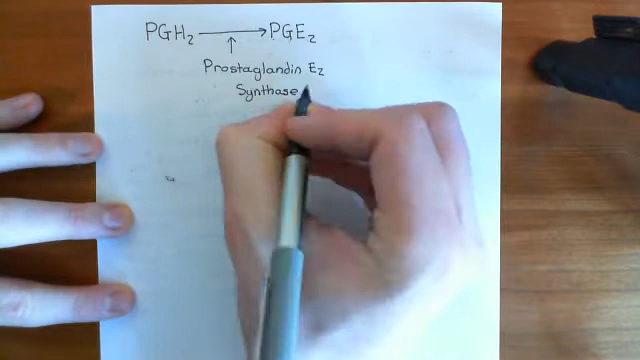 PGH₂ ⟶ PGE₂
↑
Prostaglandin E₂
Synthase